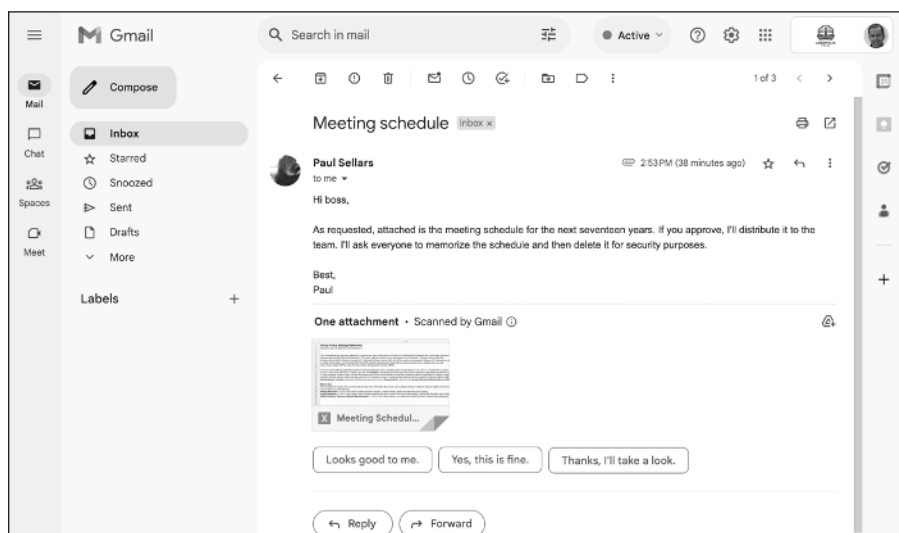 Gmail
Search in mail
Active
Mail
Chat
Spaces
Meet
Compose
Inbox
Starred
Snoozed
Sent
Drafts
More
Labels
1 of 3
Meeting schedule Inbox x
Paul Sellars
2:53 PM (38 minutes ago)
to me
Hi boss,
As requested, attached is the meeting schedule for the next seventeen years. If you approve, I'll distribute it to the
team. I'll ask everyone to memorize the schedule and then delete it for security purposes.
Best,
Paul
One attachment • Scanned by Gmail
X Meeting Schedul...
Looks good to me.
Yes, this is fine.
Thanks, I'll take a look.
Reply
Forward